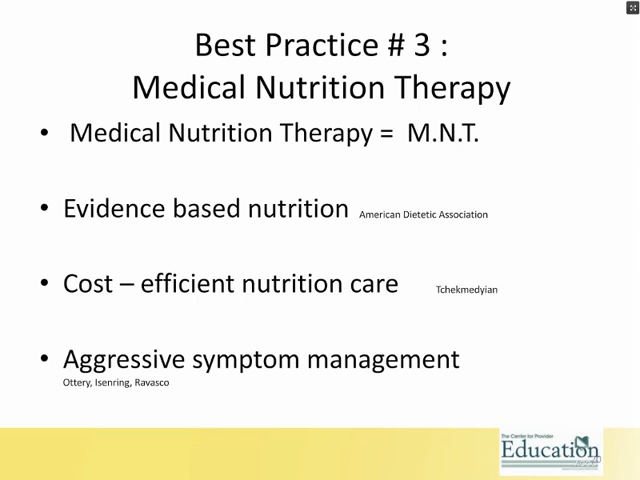 Best Practice # 3 :
Medical Nutrition Therapy
• Medical Nutrition Therapy = M.N.T.
• Evidence based nutrition American Dietetic Association
• Cost – efficient nutrition care Tchekmedyian
• Aggressive symptom management
Ottery, Isenring, Ravasco
The Center for Provider
Education